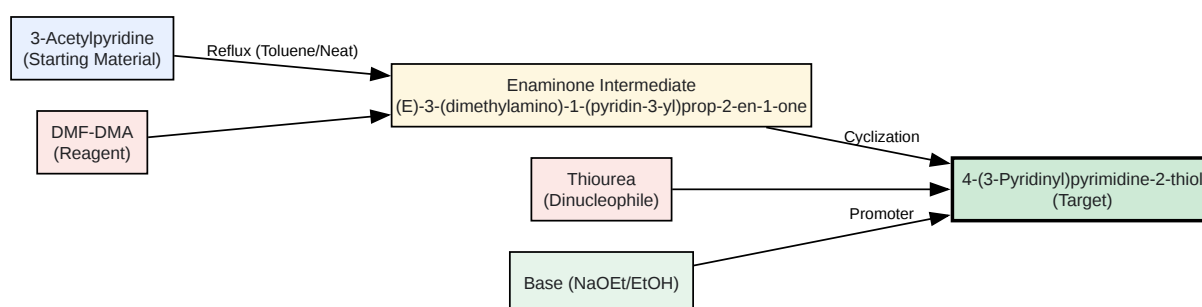 3-Acetylpyridine
(Starting Material)
Reflux (Toluene/Neat)
DMF-DMA
(Reagent)
Enaminone Intermediate
(E)-3-(dimethylamino)-1-(pyridin-3-yl)prop-2-en-1-one
Cyclization
Thiourea
(Dinucleophile)
4-(3-Pyridinyl)pyrimidine-2-thiol
(Target)
Promoter
Base (NaOEt/EtOH)